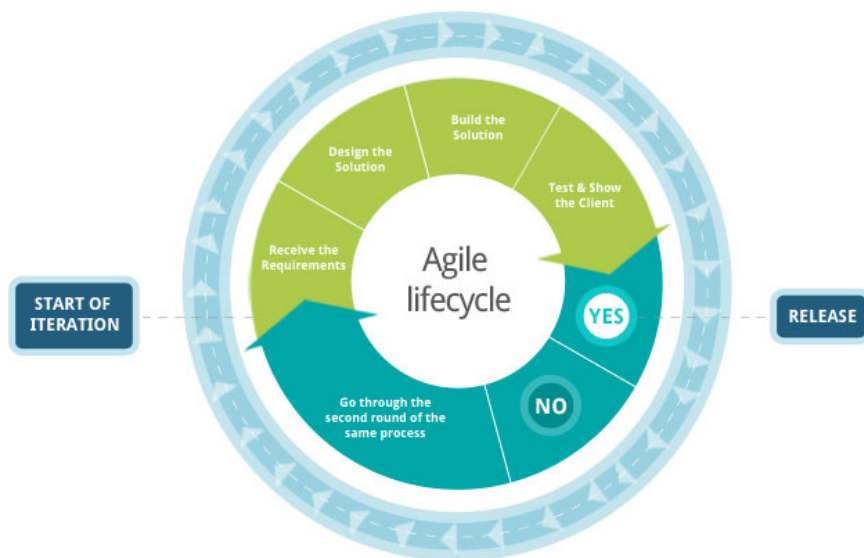 Build the
Solution
Design the
Solution
Test & Show
the Client
Receive the
Requirements
Agile
lifecycle
START OF
ITERATION
YES
RELEASE
NO
Go through the
second round of the
same process